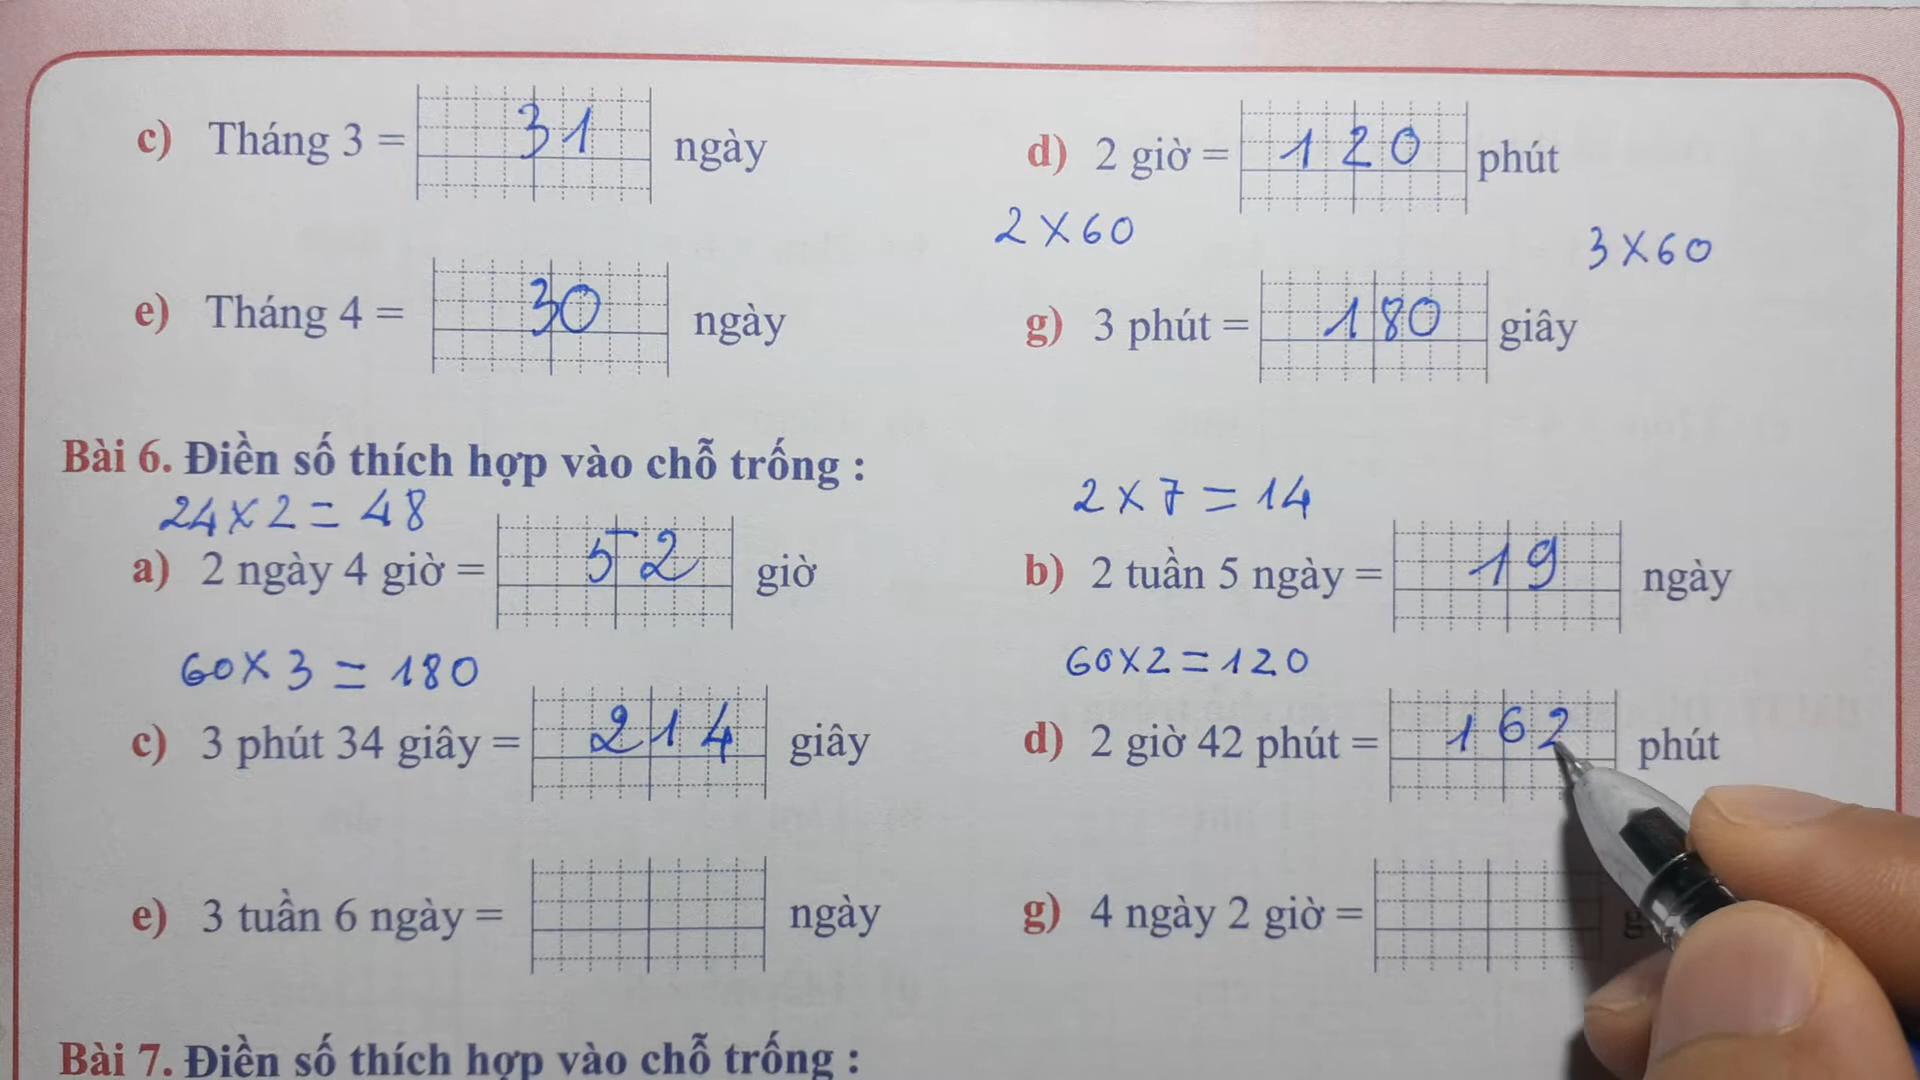 c) Tháng 3 = 31 ngày
d) 2 giờ = 120 phút
2 x 60
3 x 60
e) Tháng 4 = 30 ngày
g) 3 phút = 180 giây
Bài 6. Điền số thích hợp vào chỗ trống :
24 x 2 = 48
2 x 7 = 14
a) 2 ngày 4 giờ = 52 giờ
b) 2 tuần 5 ngày = 19 ngày
60 x 3 = 180
60 x 2 = 120
c) 3 phút 34 giây = 214 giây
d) 2 giờ 42 phút = 162 phút
e) 3 tuần 6 ngày = ngày
g) 4 ngày 2 giờ =
Bài 7. Điền số thích hợp vào chỗ trống :